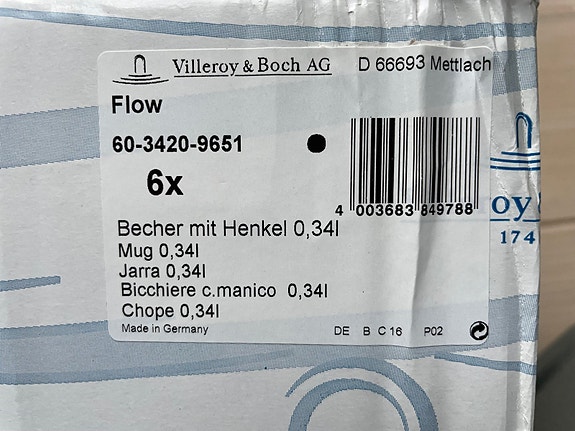 Villeroy & Boch AG D 66693 Mettlach
Flow
60-3420-9651
6x
4 003683 849788
Becher mit Henkel 0,34l
Mug 0,34l
Jarra 0,34l
Bicchiere c.manico 0,34l
Chope 0,34l
Made in Germany DE B C 16 P02
oy
174